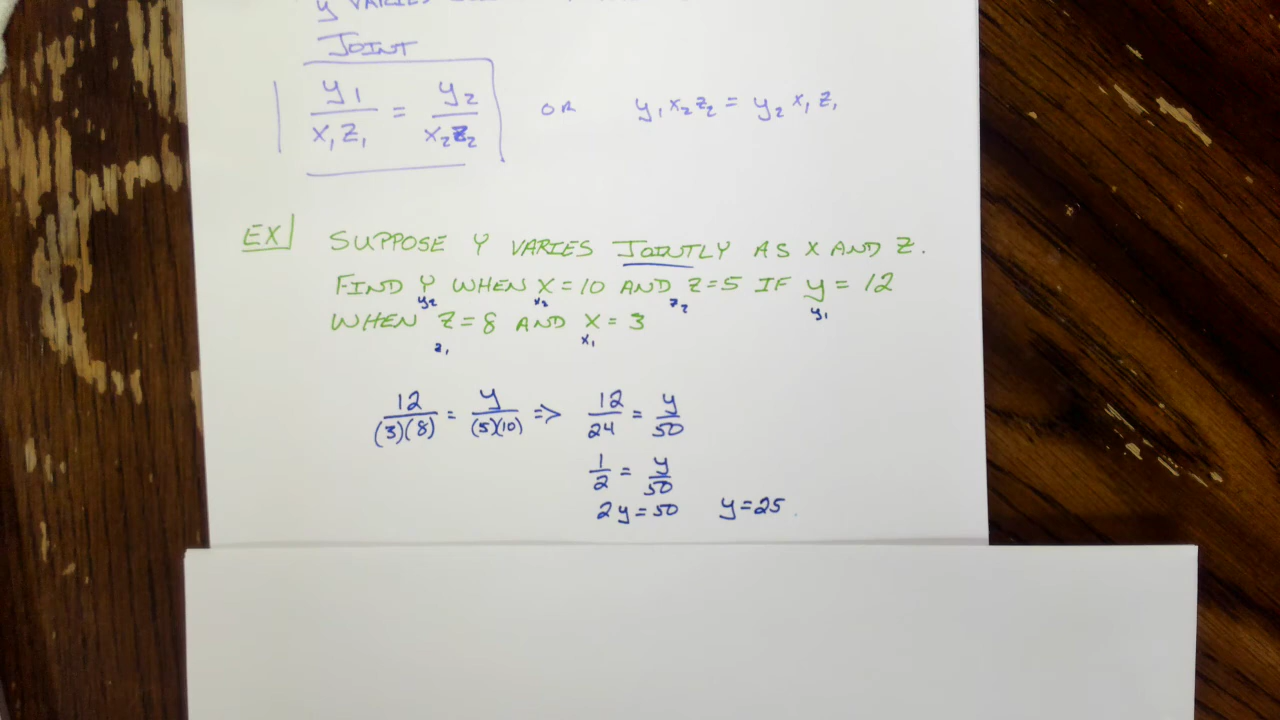 y VARIES
JOINT
y1/x1z1 = y2/x2z2 OR y1x2z2 = y2x1z1
EX SUPPOSE Y VARIES JOINTLY AS X AND Z.
FIND Y WHEN X = 10 AND Z = 5 IF y = 12
y2 x2 z2 y1
WHEN Z = 8 AND X = 3
z1 x1
12/(3)(8) = y/(5)(10) => 12/24 = y/50
1/2 = y/50
2y = 50 y = 25